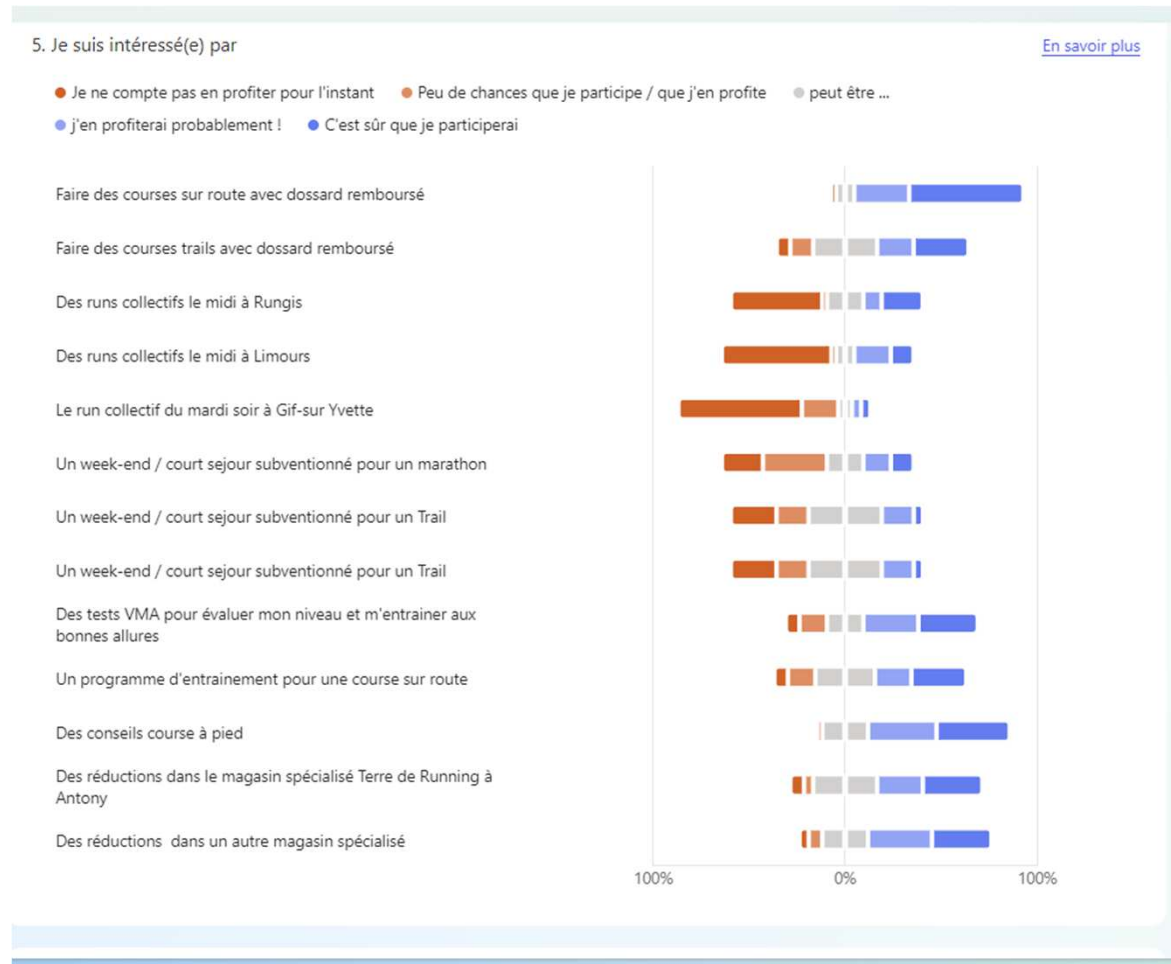 5. Je suis intéressé(e) par
En savoir plus
Je ne compte pas en profiter pour l'instant
Peu de chances que je participe / que j'en profite
peut être ...
j'en profiterai probablement !
C'est sûr que je participerai
Faire des courses sur route avec dossard remboursé
Faire des courses trails avec dossard remboursé
Des runs collectifs le midi à Rungis
Des runs collectifs le midi à Limours
Le run collectif du mardi soir à Gif-sur Yvette
Un week-end / court sejour subventionné pour un marathon
Un week-end / court sejour subventionné pour un Trail
Un week-end / court sejour subventionné pour un Trail
Des tests VMA pour évaluer mon niveau et m'entrainer aux
bonnes allures
Un programme d'entrainement pour une course sur route
Des conseils course à pied
Des réductions dans le magasin spécialisé Terre de Running à
Antony
Des réductions dans un autre magasin spécialisé
100%
0%
100%